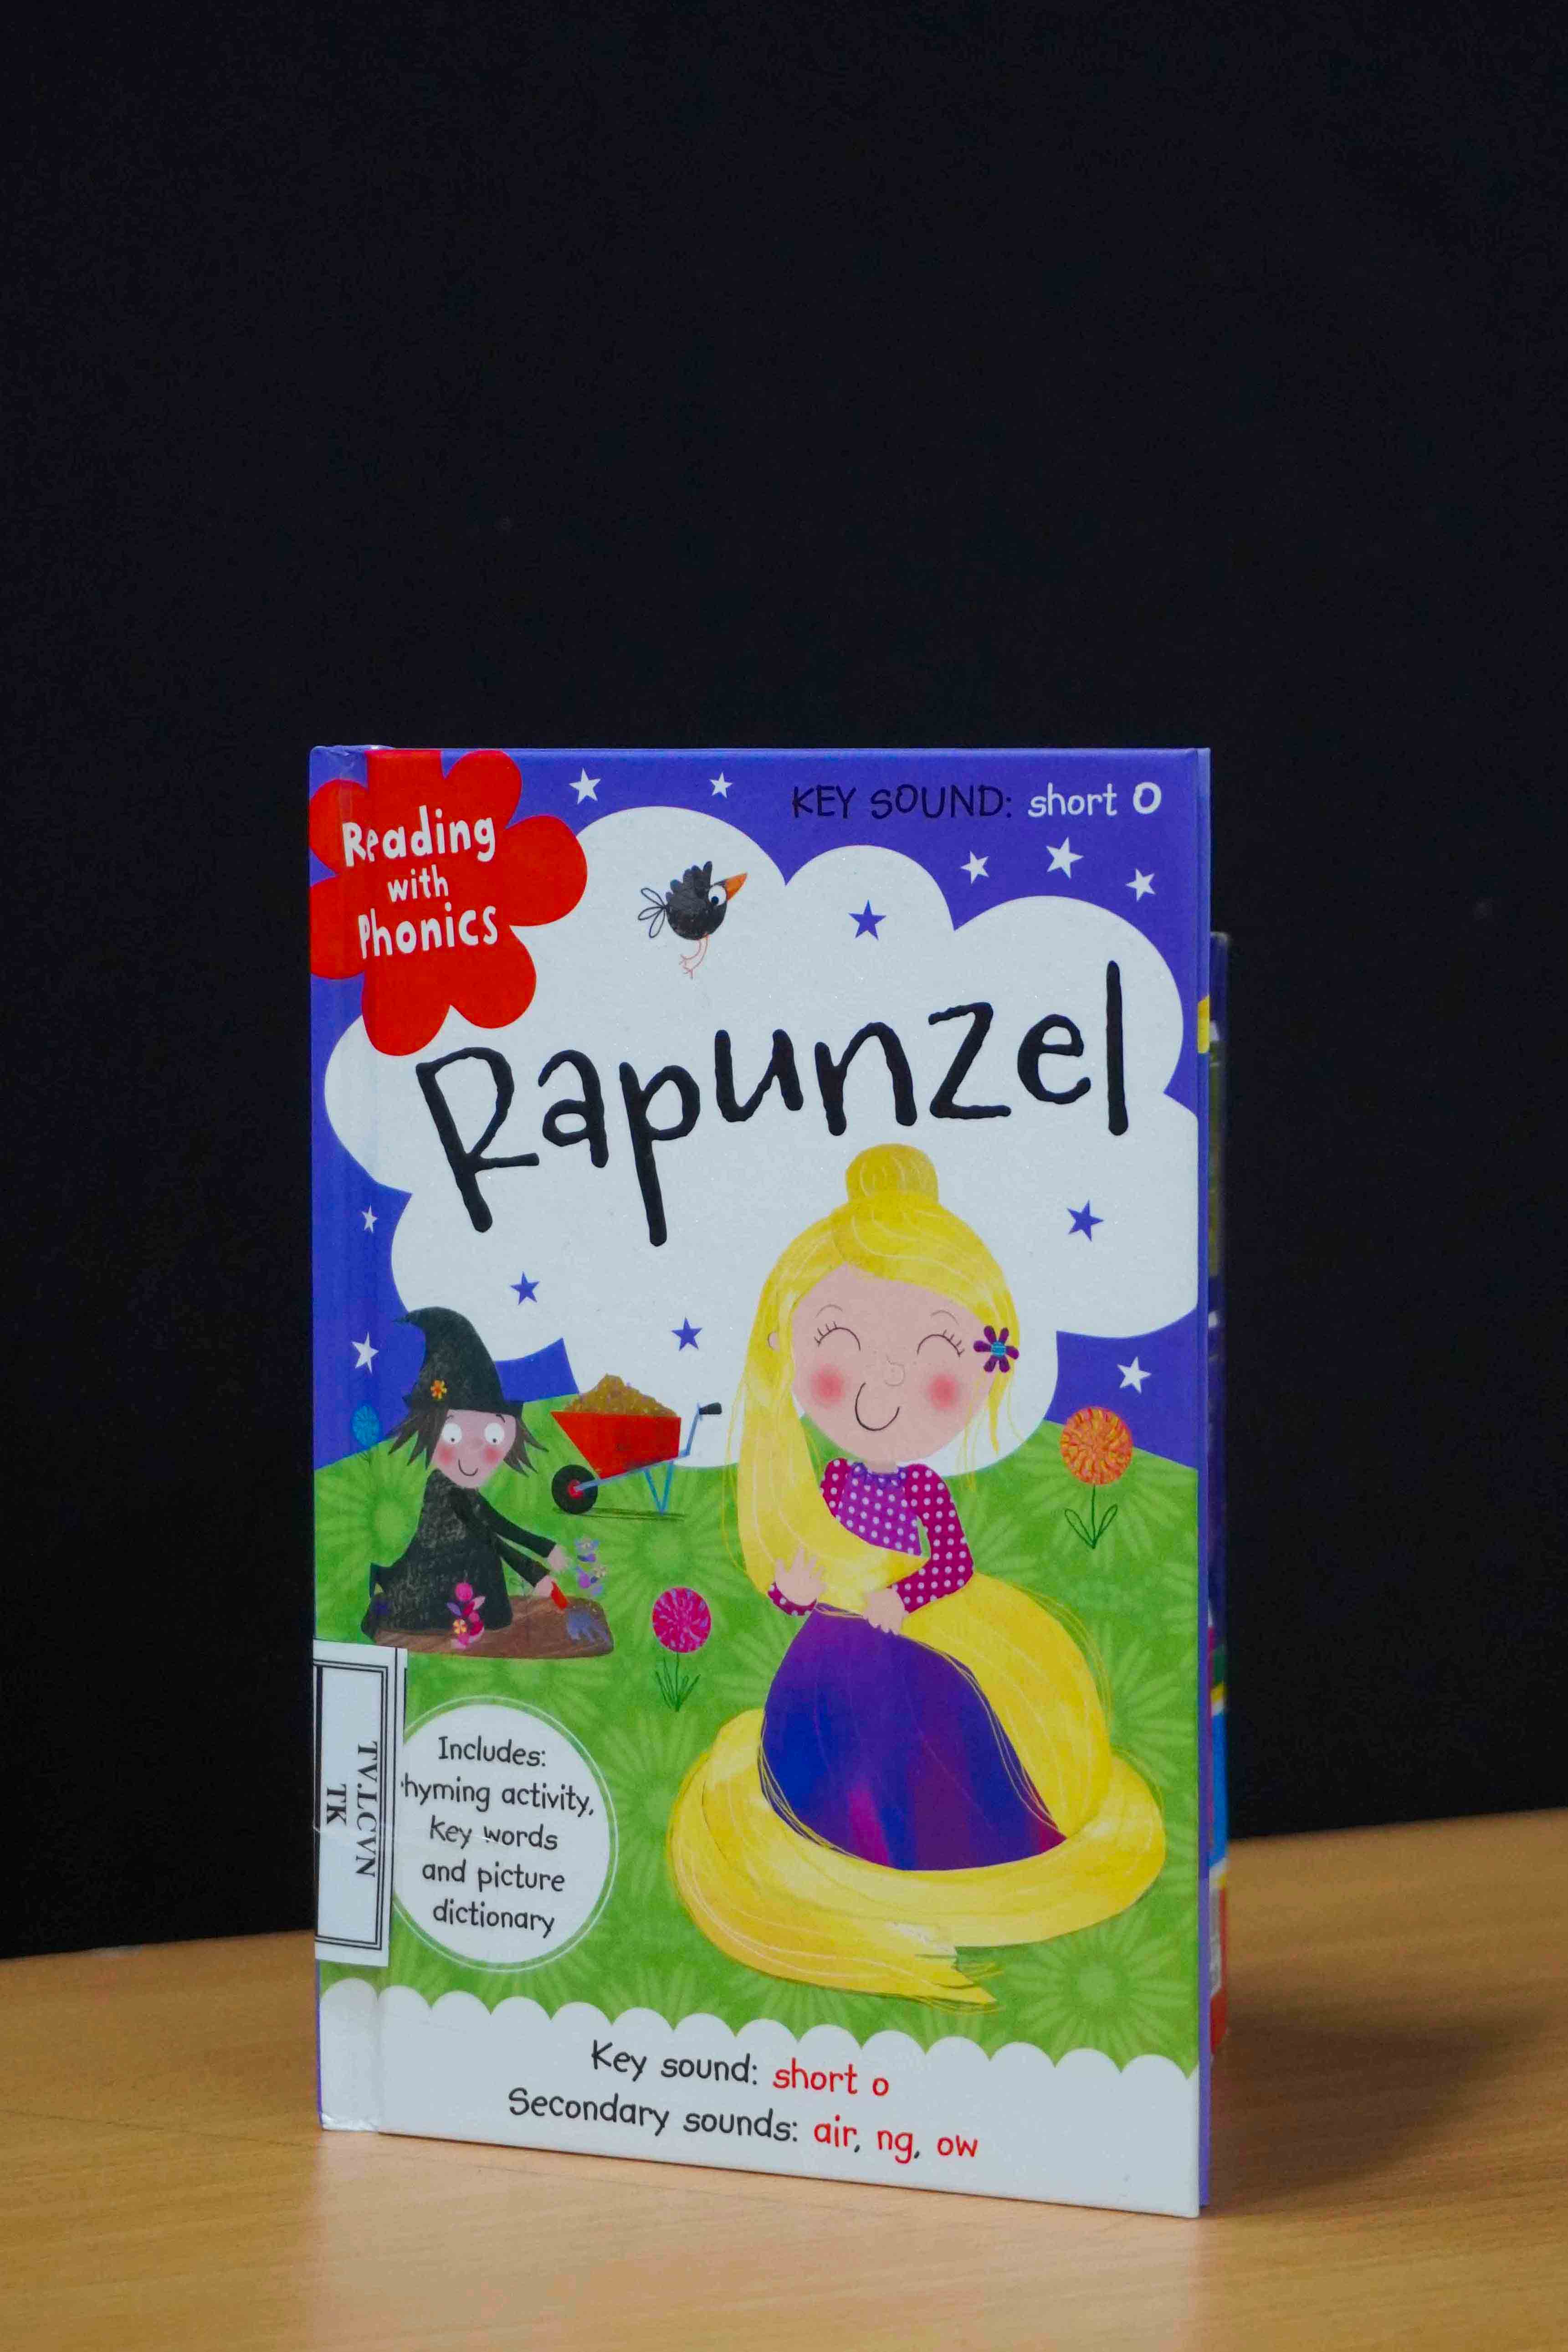 Reading
with
Phonics
KEY SOUND: short o
Rapunzel
TV.LCVN
TK
Includes:
rhyming activity,
key words
and picture
dictionary
Key sound: short o
Secondary sounds: air, ng, ow